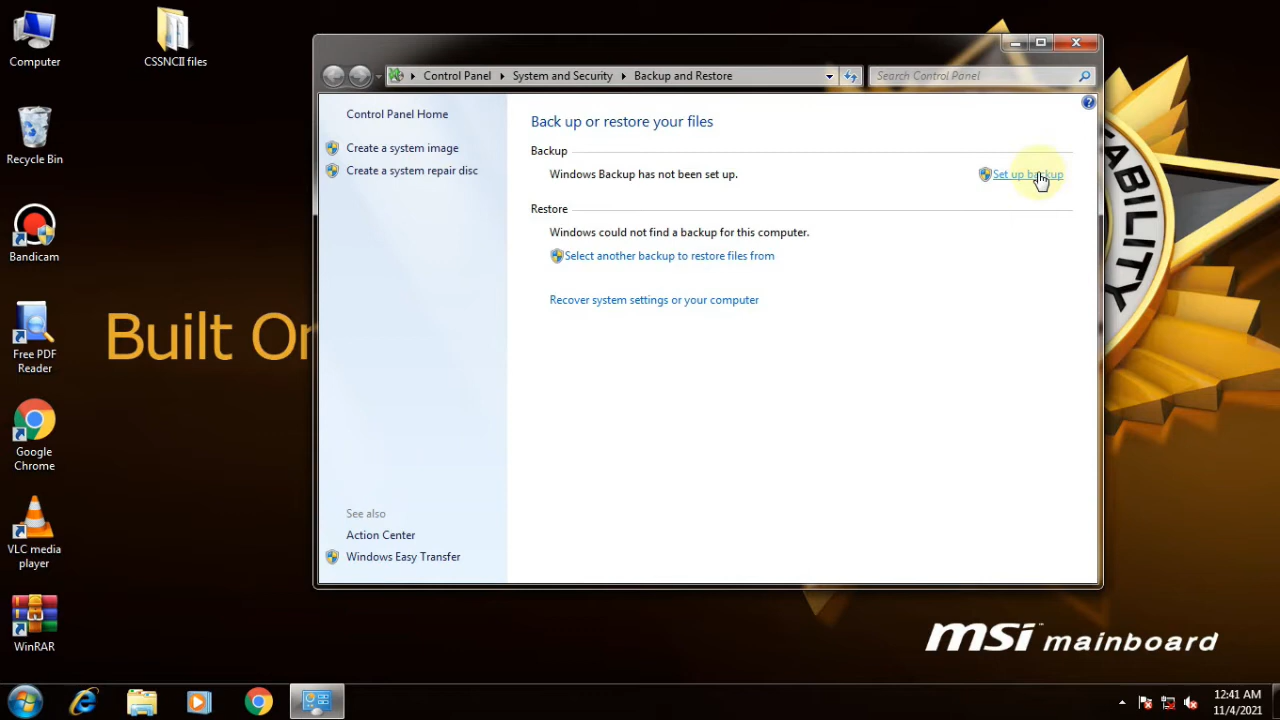 Computer
CSSNCII files
Recycle Bin
Bandicam
Free PDF
Reader
Google
Chrome
VLC media
player
WinRAR
Built On
Control Panel
System and Security
Backup and Restore
Search Control Panel
Control Panel Home
Create a system image
Create a system repair disc
Back up or restore your files
Backup
Windows Backup has not been set up.
Set up backup
Restore
Windows could not find a backup for this computer.
Select another backup to restore files from
Recover system settings or your computer
See also
Action Center
Windows Easy Transfer
ABILITY
msi™ mainboard
12:41 AM
11/4/2021